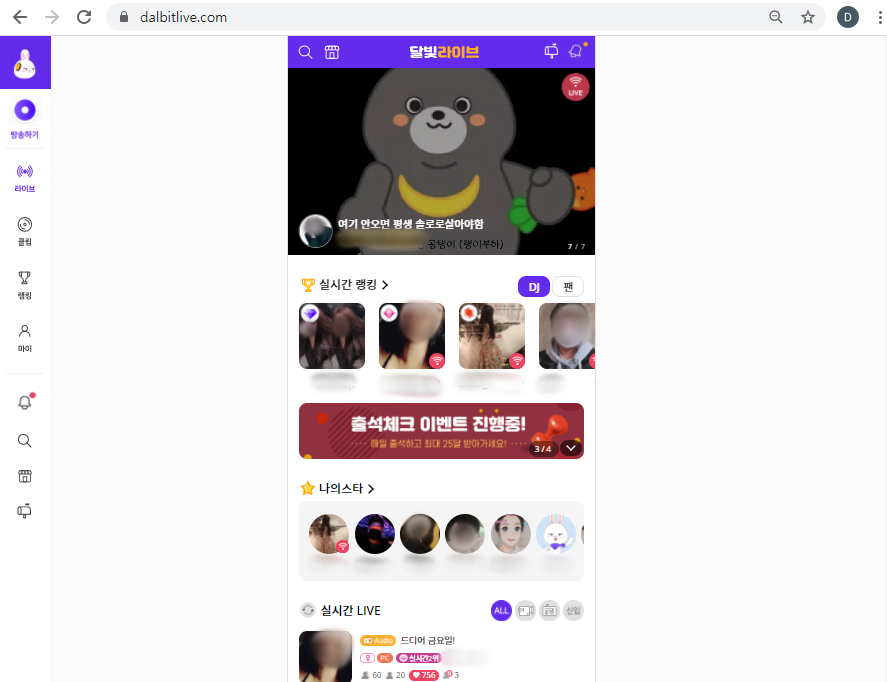 dalbitlive.com
D
방송하기
라이브
클립
랭킹
마이
달빛라이브
LIVE
여기 안오면 평생 솔로로살아야함
곰탱이 (탱이부히)
7 / 7
실시간 랭킹
DJ
팬
출석체크 이벤트 진행중!
매일 출석하고 최대 25달 받아가세요!
3 / 4
나의스타
실시간 LIVE
ALL
신입
Audio 드디어 금요일!
PC 실시간2위
60 20 756 3